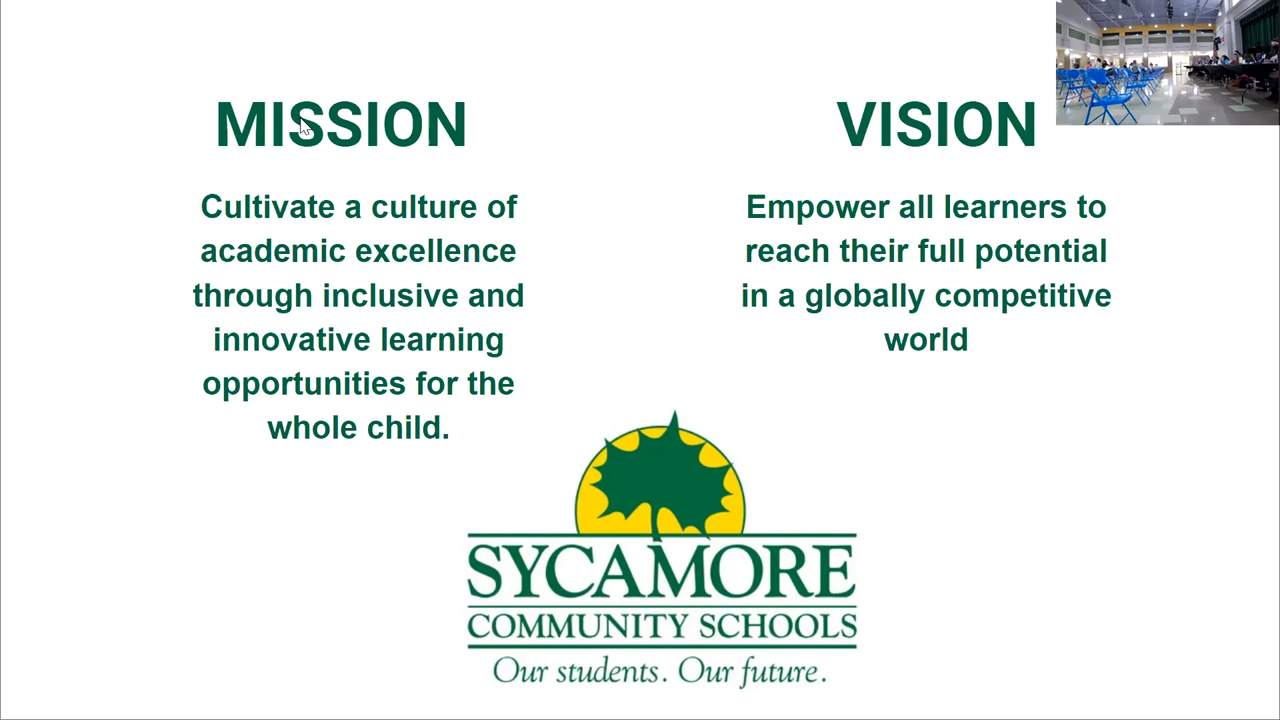 MISSION
Cultivate a culture of
academic excellence
through inclusive and
innovative learning
opportunities for the
whole child.
VISION
Empower all learners to
reach their full potential
in a globally competitive
world
SYCAMORE
COMMUNITY SCHOOLS
Our students. Our future.